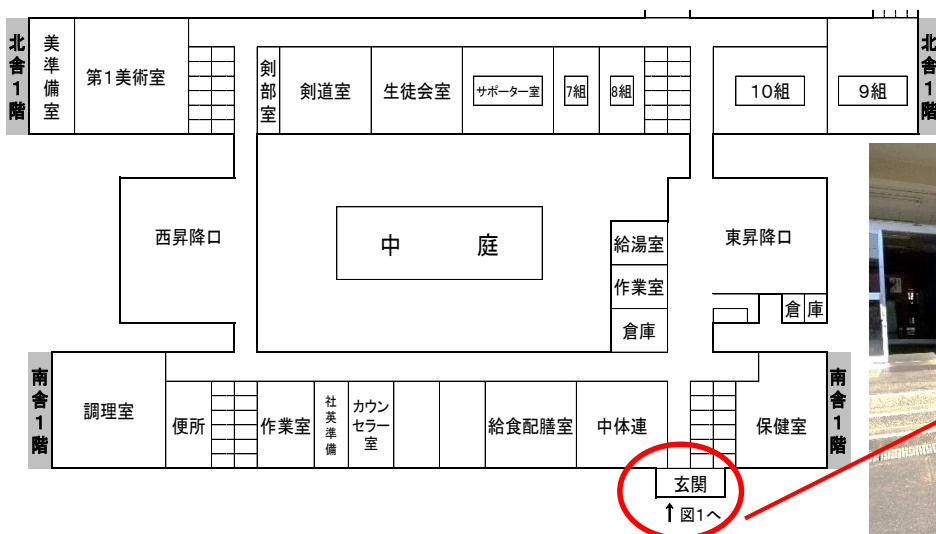 北舎1階
美準備室
第1美術室
剣部室
剣道室
生徒会室
サポーター室
7組
8組
10組
9組
北舎1階
西昇降口
中庭
給湯室
作業室
倉庫
東昇降口
倉庫
南舎1階
調理室
便所
作業室
社英準備
カウン
セラー
室
給食配膳室
中体連
保健室
南舎1階
玄関
↑図1へ